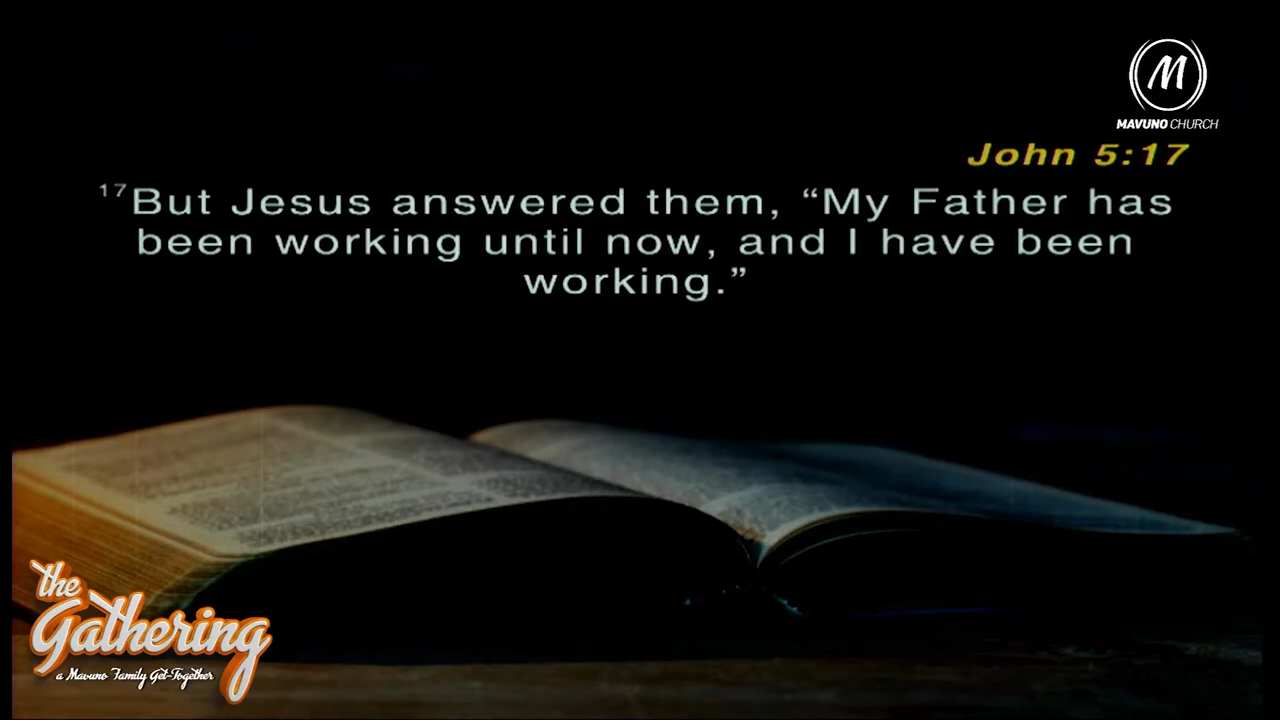 M
MAVUNO CHURCH
John 5:17
17But Jesus answered them, “My Father has
been working until now, and I have been
working.”
the
Gathering
a Mavuno Family Get-Together